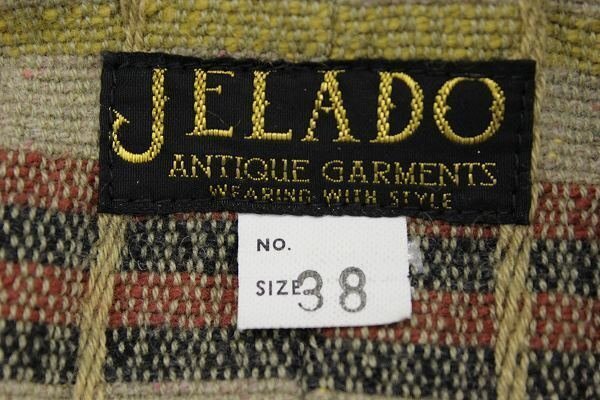 JELADO
ANTIQUE GARMENTS
WEARING WITH STYLE
NO.
SIZE 38